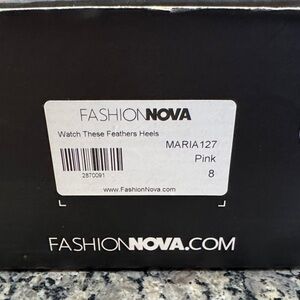 FASHIONNOVA
Watch These Feathers Heels
MARIA127
Pink
2870091
8
www.FashionNova.com
FASHIONNOVA.COM